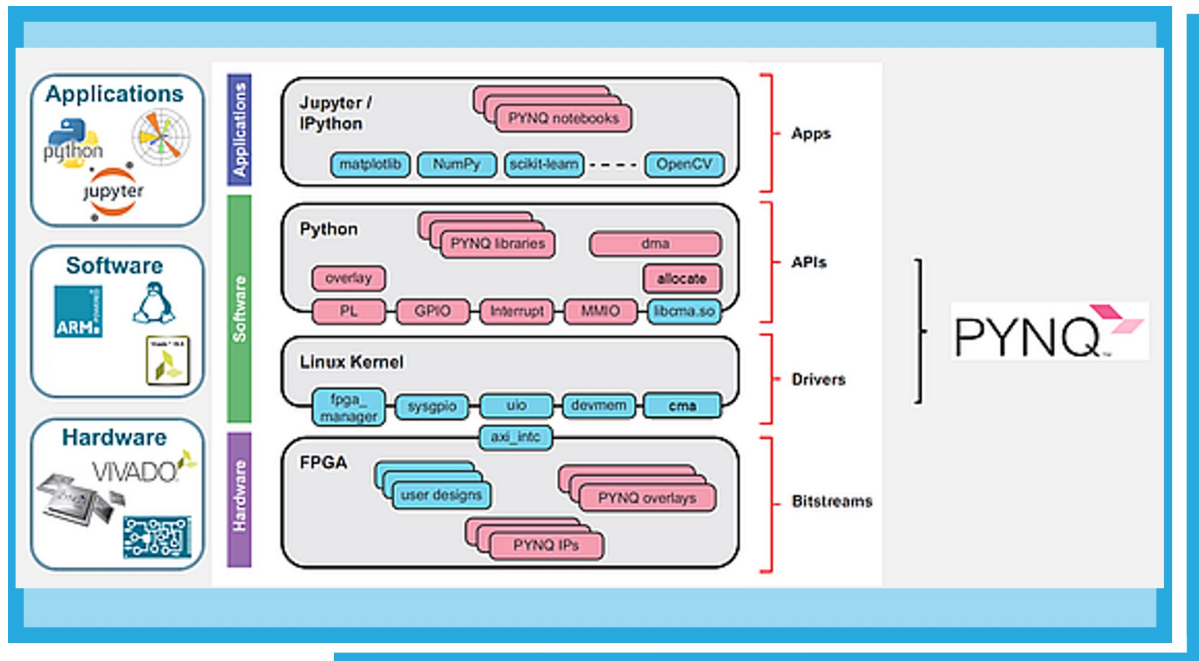 Applications
python
jupyter
Software
ARM
POWERED
Hardware
VIVADO
Applications
Software
Hardware
Jupyter /
IPython
PYNQ notebooks
matplotlib
NumPy
scikit-learn
OpenCV
Apps
Python
PYNQ libraries
dma
overlay
allocate
PL
GPIO
Interrupt
MMIO
libcma.so
APIs
Linux Kernel
fpga_
manager
sysgpio
uio
devmem
cma
Drivers
axi_intc
FPGA
user designs
PYNQ overlays
PYNQ IPs
Bitstreams
PYNQ